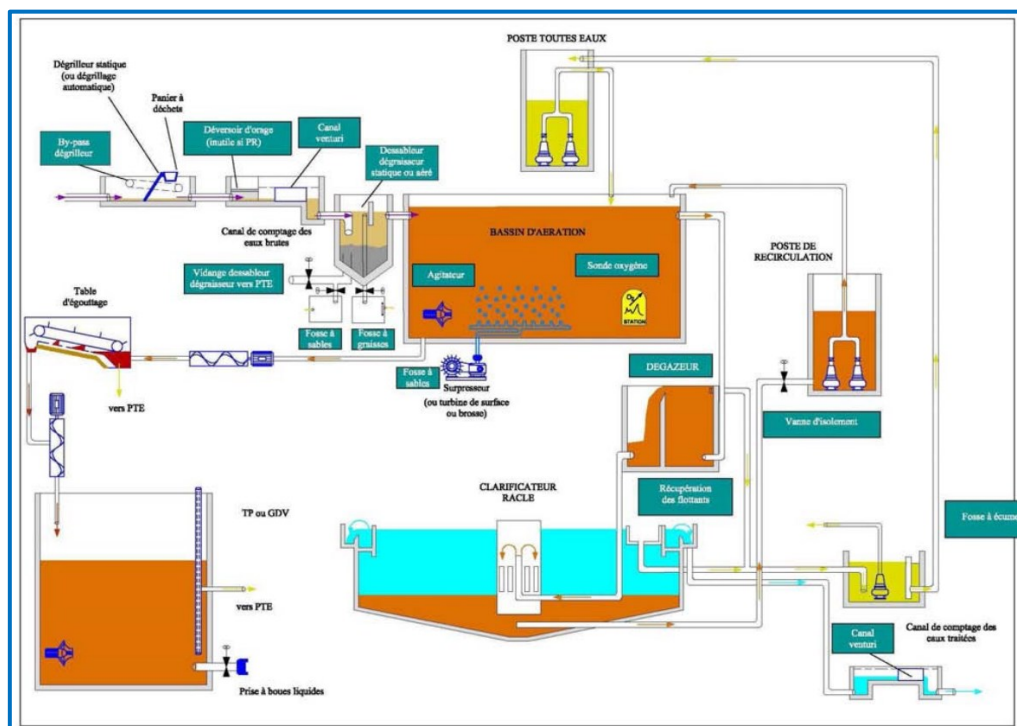 POSTE TOUTES EAUX
Dégrilleur statique
(ou dégrillage
automatique)
Panier à
déchets
By-pass
dégrilleur
Déversoir d'orage
(inutile si PR)
Canal
venturi
Dessableur
dégraisseur
statique ou aéré
Canal de comptage des
eaux brutes
BASSIN D'AERATION
Agitateur
Sonde oxygène
O2
STATION
POSTE DE
RECIRCULATION
Vidange dessableur
dégraisseur vers PTE
Fosse à
sables
Fosse à
graisses
Table
d'égouttage
vers PTE
Fosse à
sables
Surpresseur
(ou turbine de surface
ou brosse)
DEGAZEUR
Vanne d'isolement
CLARIFICATEUR
RACLE
Récupération
des flottants
TP ou GDV
Fosse à écume
vers PTE
Prise à boues liquides
Canal de comptage des
eaux traitées
Canal
venturi